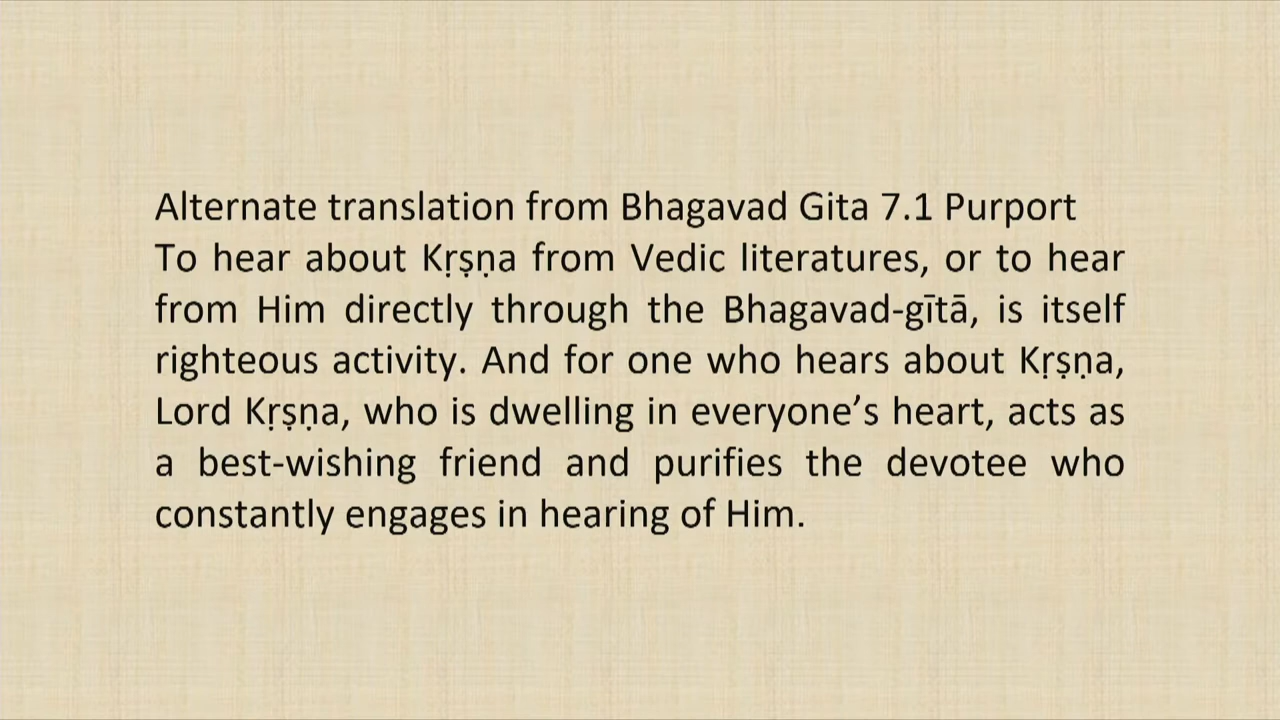 Alternate translation from Bhagavad Gita 7.1 Purport
To hear about Kṛṣṇa from Vedic literatures, or to hear
from Him directly through the Bhagavad-gītā, is itself
righteous activity. And for one who hears about Kṛṣṇa,
Lord Kṛṣṇa, who is dwelling in everyone’s heart, acts as
a best-wishing friend and purifies the devotee who
constantly engages in hearing of Him.